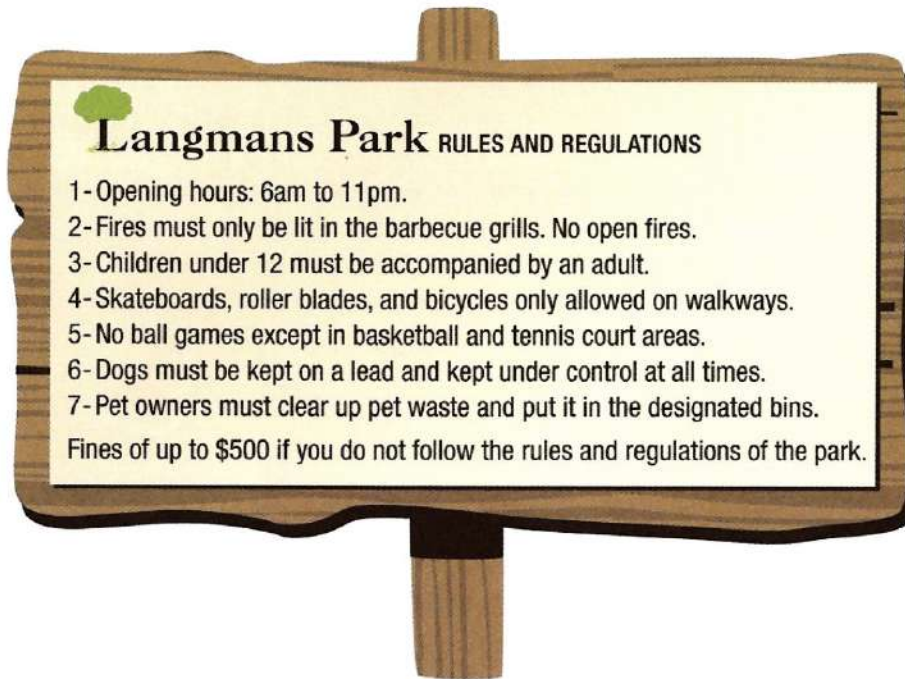 Langmans Park RULES AND REGULATIONS
1-Opening hours: 6am to 11pm.
2-Fires must only be lit in the barbecue grills. No open fires.
3-Children under 12 must be accompanied by an adult.
4-Skateboards, roller blades, and bicycles only allowed on walkways.
5-No ball games except in basketball and tennis court areas.
6-Dogs must be kept on a lead and kept under control at all times.
7-Pet owners must clear up pet waste and put it in the designated bins.
Fines of up to $500 if you do not follow the rules and regulations of the park.